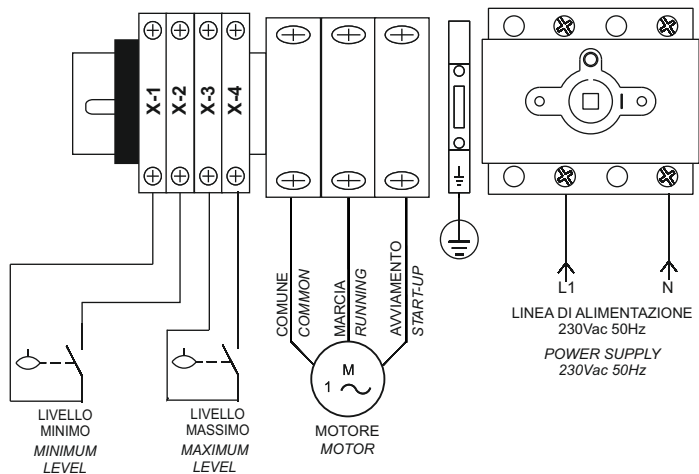 X-1
X-2
X-3
X-4
COMUNE
COMMON
MARCIA
RUNNING
AVVIAMENTO
START-UP
L1
N
LINEA DI ALIMENTAZIONE
230Vac 50Hz
POWER SUPPLY
230Vac 50Hz
M
1
LIVELLO
MINIMO
MINIMUM
LEVEL
LIVELLO
MASSIMO
MAXIMUM
LEVEL
MOTORE
MOTOR